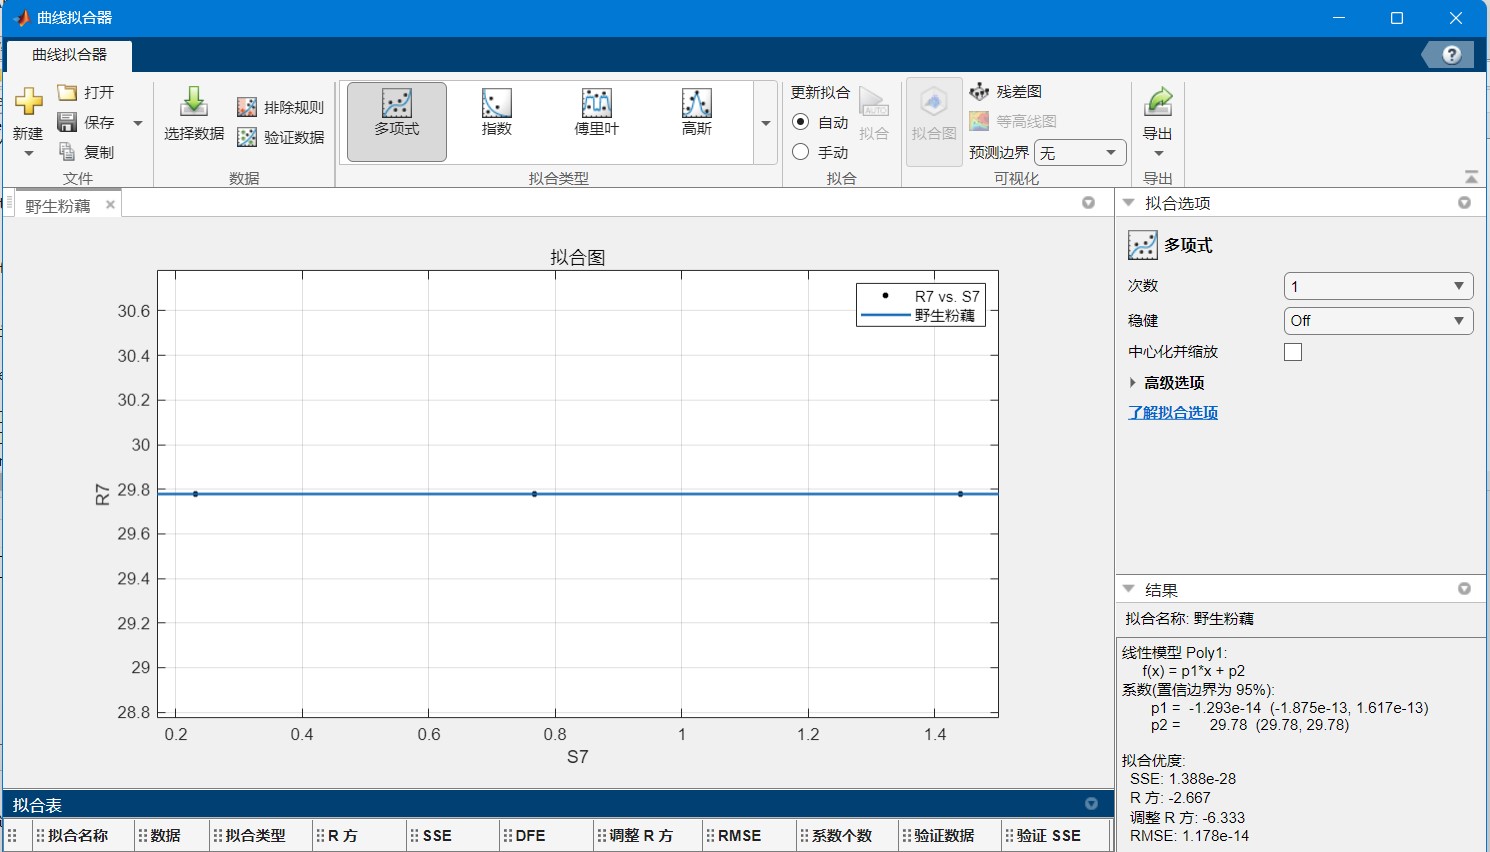 曲线拟合器
曲线拟合器
新建
打开
保存
复制
文件
选择数据
排除规则
验证数据
数据
多项式
指数
傅里叶
高斯
拟合类型
更新拟合
自动
手动
AUTO
拟合
拟合
拟合图
残差图
等高线图
预测边界 无
可视化
导出
导出
野生粉藕
拟合图
R7 vs. S7
野生粉藕
30.6
30.4
30.2
30
29.8
29.6
29.4
29.2
29
28.8
R7
0.2 0.4 0.6 0.8 1 1.2 1.4
S7
拟合选项
多项式
次数 1
稳健 Off
中心化并缩放
高级选项
了解拟合选项
结果
拟合名称: 野生粉藕
线性模型 Poly1:
f(x) = p1*x + p2
系数(置信边界为 95%):
p1 = -1.293e-14 (-1.875e-13, 1.617e-13)
p2 = 29.78 (29.78, 29.78)
拟合优度:
SSE: 1.388e-28
R 方: -2.667
调整 R 方: -6.333
RMSE: 1.178e-14
拟合表
拟合名称 数据 拟合类型 R 方 SSE DFE 调整 R 方 RMSE 系数个数 验证数据 验证 SSE